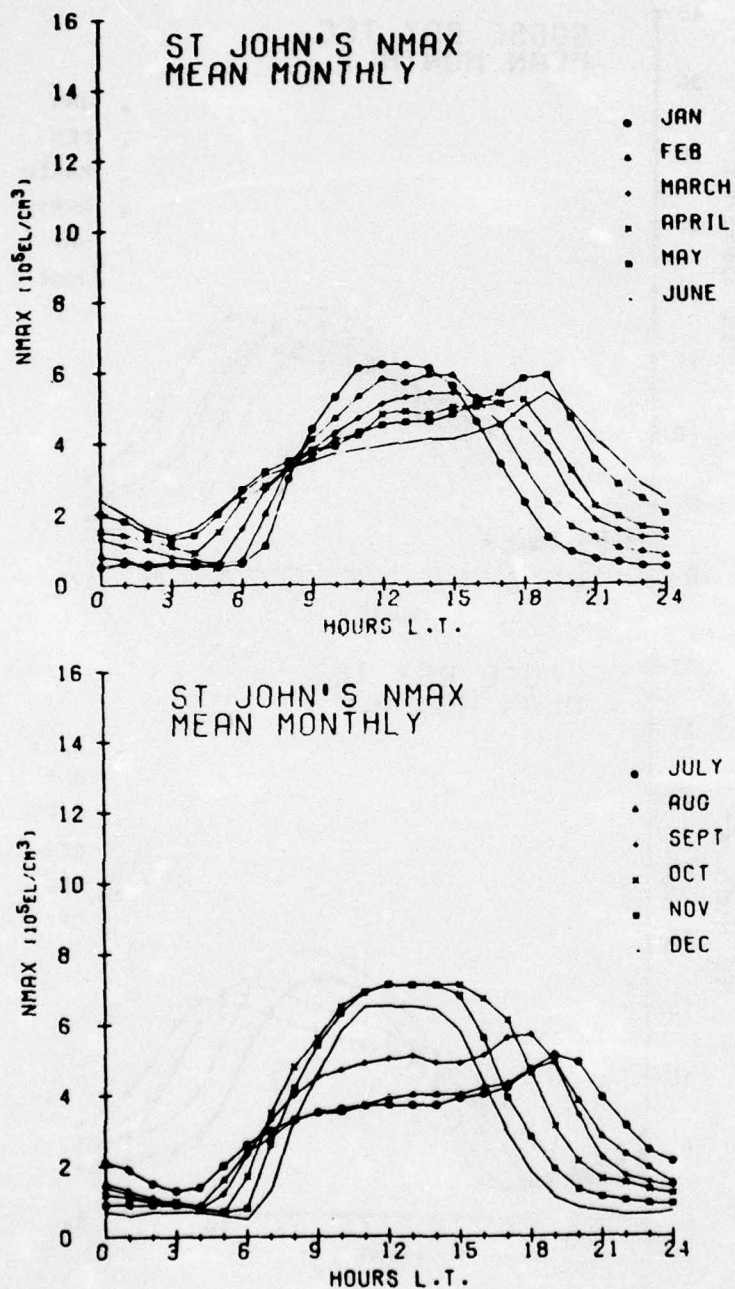 ST JOHN'S NMAX
MEAN MONTHLY
JAN
FEB
MARCH
APRIL
MAY
JUNE
NMAX (10⁵EL/CM³)
16
14
12
10
8
6
4
2
0
0 3 6 9 12 15 18 21 24
HOURS L.T.
ST JOHN'S NMAX
MEAN MONTHLY
JULY
AUG
SEPT
OCT
NOV
DEC
NMAX (10⁵EL/CM³)
16
14
12
10
8
6
4
2
0
0 3 6 9 12 15 18 21 24
HOURS L.T.